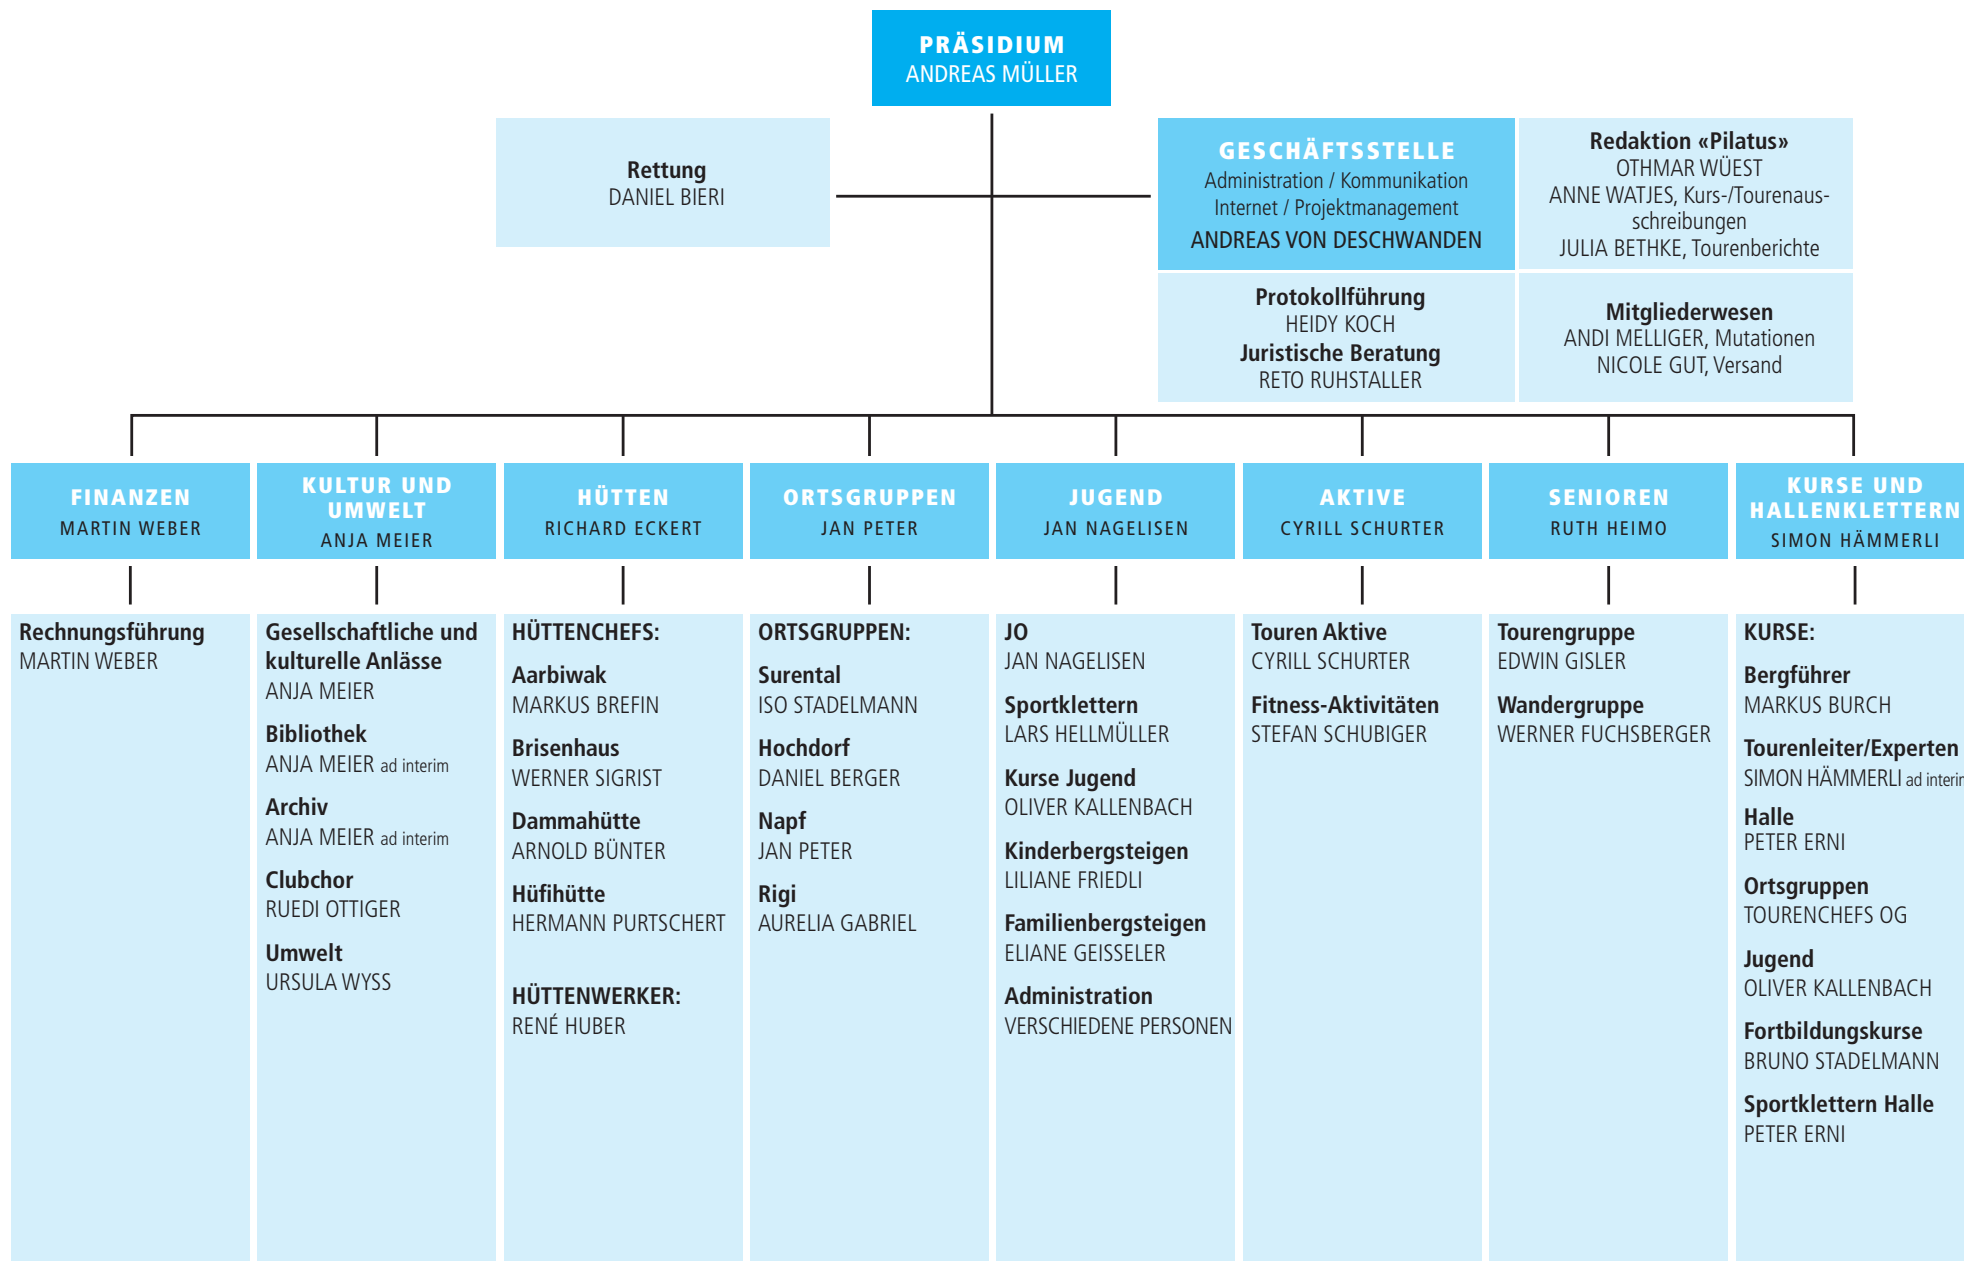 PRÄSIDIUM
ANDREAS MÜLLER
Rettung
DANIEL BIERI
GESCHÄFTSSTELLE
Administration / Kommunikation
Internet / Projektmanagement
ANDREAS VON DESCHWANDEN
Redaktion «Pilatus»
OTHMAR WÜEST
ANNE WATJES, Kurs-/Tourenaus-
schreibungen
JULIA BETHKE, Tourenberichte
Protokollführung
HEIDY KOCH
Juristische Beratung
RETO RUHSTALLER
Mitgliederwesen
ANDI MELLIGER, Mutationen
NICOLE GUT, Versand
FINANZEN
MARTIN WEBER
KULTUR UND
UMWELT
ANJA MEIER
HÜTTEN
RICHARD ECKERT
ORTSGRUPPEN
JAN PETER
JUGEND
JAN NAGELISEN
AKTIVE
CYRILL SCHURTER
SENIOREN
RUTH HEIMO
KURSE UND
HALLENKLETTERN
SIMON HÄMMERLI
Rechnungsführung
MARTIN WEBER
Gesellschaftliche und
kulturelle Anlässe
ANJA MEIER
Bibliothek
ANJA MEIER ad interim
Archiv
ANJA MEIER ad interim
Clubchor
RUEDI OTTIGER
Umwelt
URSULA WYSS
HÜTTENCHEFS:
Aarbiwak
MARKUS BREFIN
Brisenhaus
WERNER SIGRIST
Dammahütte
ARNOLD BÜNTER
Hüfihütte
HERMANN PURTSCHERT
HÜTTENWERKER:
RENÉ HUBER
ORTSGRUPPEN:
Surental
ISO STADELMANN
Hochdorf
DANIEL BERGER
Napf
JAN PETER
Rigi
AURELIA GABRIEL
JO
JAN NAGELISEN
Sportklettern
LARS HELLMÜLLER
Kurse Jugend
OLIVER KALLENBACH
Kinderbergsteigen
LILIANE FRIEDLI
Familienbergsteigen
ELIANE GEISSELER
Administration
VERSCHIEDENE PERSONEN
Touren Aktive
CYRILL SCHURTER
Fitness-Aktivitäten
STEFAN SCHUBIGER
Tourengruppe
EDWIN GISLER
Wandergruppe
WERNER FUCHSBERGER
KURSE:
Bergführer
MARKUS BURCH
Tourenleiter/Experten
SIMON HÄMMERLI ad interim
Halle
PETER ERNI
Ortsgruppen
TOURENCHEFS OG
Jugend
OLIVER KALLENBACH
Fortbildungskurse
BRUNO STADELMANN
Sportklettern Halle
PETER ERNI